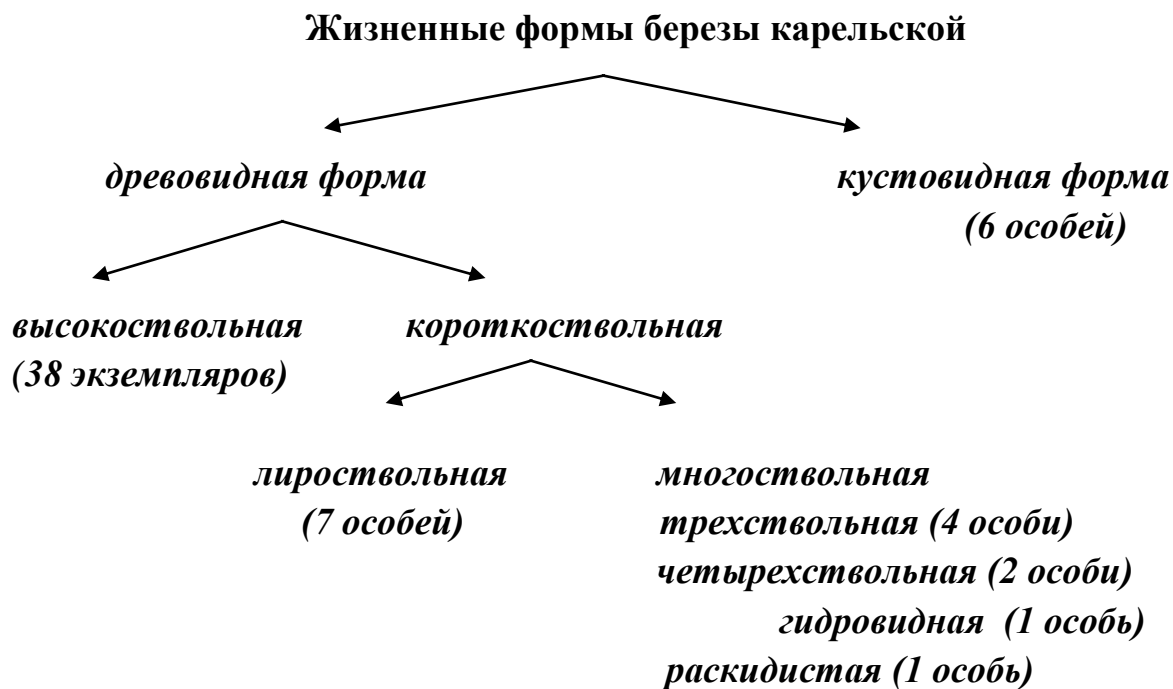 Жизненные формы березы карельской
древовидная форма
кустовидная форма
(6 особей)
высокоствольная
(38 экземпляров)
короткоствольная
лироствольная
(7 особей)
многоствольная
трехствольная (4 особи)
четырехствольная (2 особи)
гидровидная (1 особь)
раскидистая (1 особь)